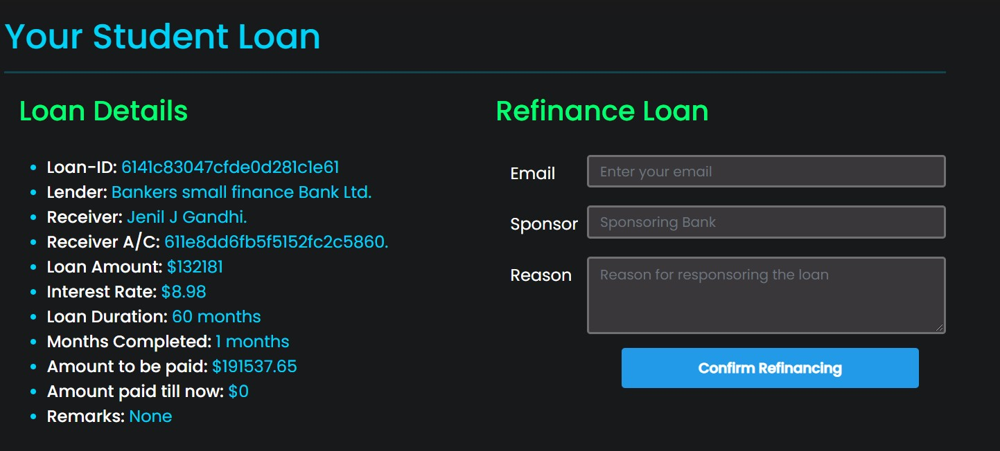 Your Student Loan
Loan Details
Loan-ID: 6141c83047cfde0d281c1e61
Lender: Bankers small finance Bank Ltd.
Receiver: Jenil J Gandhi.
Receiver A/C: 611e8dd6fb5f5152fc2c5860.
Loan Amount: $132181
Interest Rate: $8.98
Loan Duration: 60 months
Months Completed: 1 months
Amount to be paid: $191537.65
Amount paid till now: $0
Remarks: None
Refinance Loan
Email Enter your email
Sponsor Sponsoring Bank
Reason Reason for responsoring the loan
Confirm Refinancing